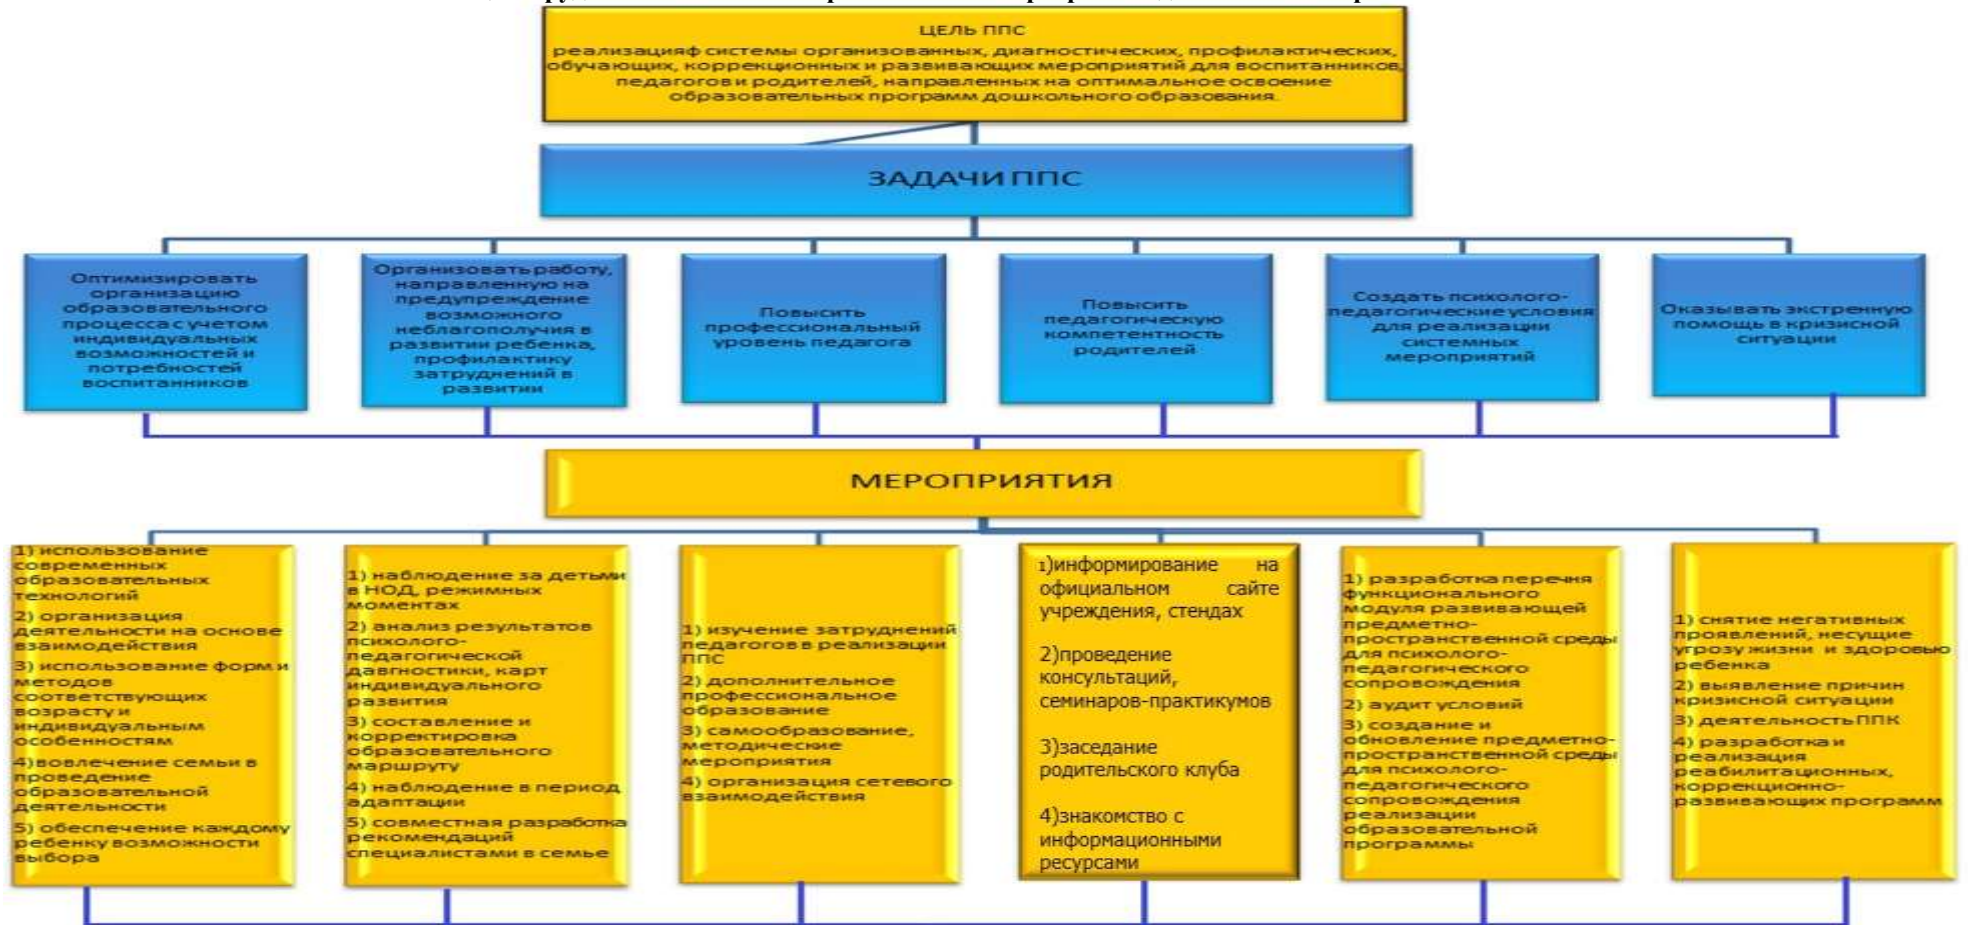 ЦЕЛЬ ППС
реализацияф системы организованных, диагностических, профилактических,
обучающих, коррекционных и развивающих мероприятий для воспитанников,
педагогов и родителей, направленных на оптимальное освоение
образовательных программ дошкольного образования.
ЗАДАЧИ ППС
Оптимизировать
организацию
образовательного
процесса с учетом
индивидуальных
возможностей и
потребностей
воспитанников
Организовать работу,
направленную на
предупреждение
возможного
неблагополучия в
развитии ребенка,
профилактику
затруднений в
развитии
Повысить
профессиональный
уровень педагога
Повысить
педагогическую
компетентность
родителей
Создать психолого-
педагогические условия
для реализации
системных
мероприятий
Оказывать экстренную
помощь в кризисной
ситуации
МЕРОПРИЯТИЯ
1) использование
современных
образовательных
технологий
2) организация
деятельности на основе
взаимодействия
3) использование форм и
методов
соответствующих
возрасту и
индивидуальным
особенностям
4)вовлечение семьи в
проведение
образовательной
деятельности
5) обеспечение каждому
ребенку возможности
выбора
1) наблюдение за детьми
в НОД, режимных
моментах
2) анализ результатов
психолого-
педагогической
давгностики, карт
индивидуального
развития
3) составление и
корректировка
образовательного
маршруту
4) наблюдение в период
адаптации
5) совместная разработка
рекомендаций
специалистами в семье
1) изучение затруднений
педагогов в реализации
ППС
2) дополнительное
профессиональное
образование
3) самообразование,
методические
мероприятия
4) организация сетевого
взаимодействия
1)информирование на
официальном сайте
учреждения, стендах
2)проведение
консультаций,
семинаров-практикумов
3)заседание
родительского клуба
4)знакомство с
информационными
ресурсами
1) разработка перечня
функционального
модуля развивающей
предметно-
пространственной среды
для психолого-
педагогического
сопровождения
2) аудит условий
3) создание и
обновление предметно-
пространственной среды
для психолого-
педагогического
сопровождения
реализации
образовательной
программы
1) снятие негативных
проявлений, несущие
угрозу жизни и здоровью
ребенка
2) выявление причин
кризисной ситуации
3) деятельность ППК
4) разработка и
реализация
реабилитационных,
коррекционно-
развивающих программ